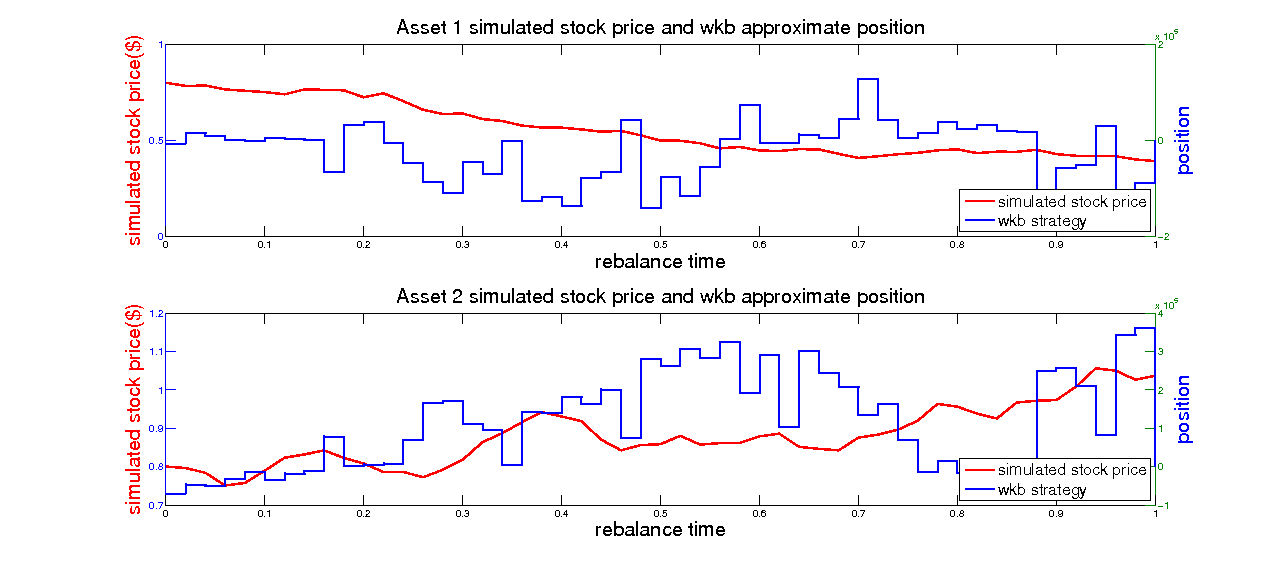 Asset 1 simulated stock price and wkb approximate position
x 10^5
1 0.5 0
2 0 -2
simulated stock price($)
position
simulated stock price
wkb strategy
0 0.1 0.2 0.3 0.4 0.5 0.6 0.7 0.8 0.9 1
rebalance time
Asset 2 simulated stock price and wkb approximate position
x 10^5
1.2 1.1 1 0.9 0.8 0.7
4 3 2 1 0 -1
simulated stock price($)
position
simulated stock price
wkb strategy
0 0.1 0.2 0.3 0.4 0.5 0.6 0.7 0.8 0.9 1
rebalance time